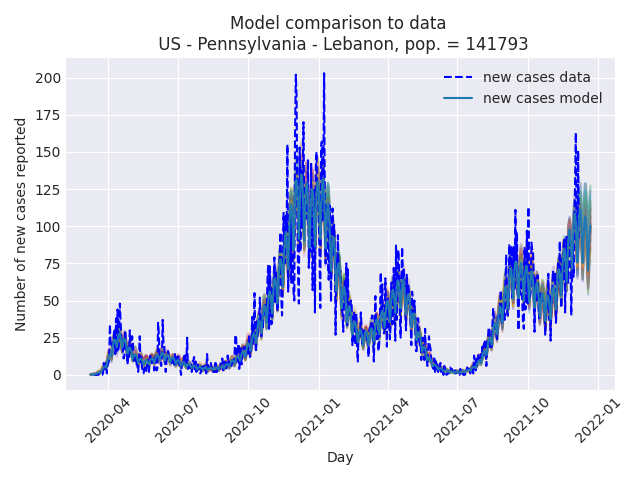 Model comparison to data
US - Pennsylvania - Lebanon, pop. = 141793
new cases data
new cases model
Number of new cases reported
200
175
150
125
100
75
50
25
0
2020-04
2020-07
2020-10
2021-01
2021-04
2021-07
2021-10
2022-01
Day